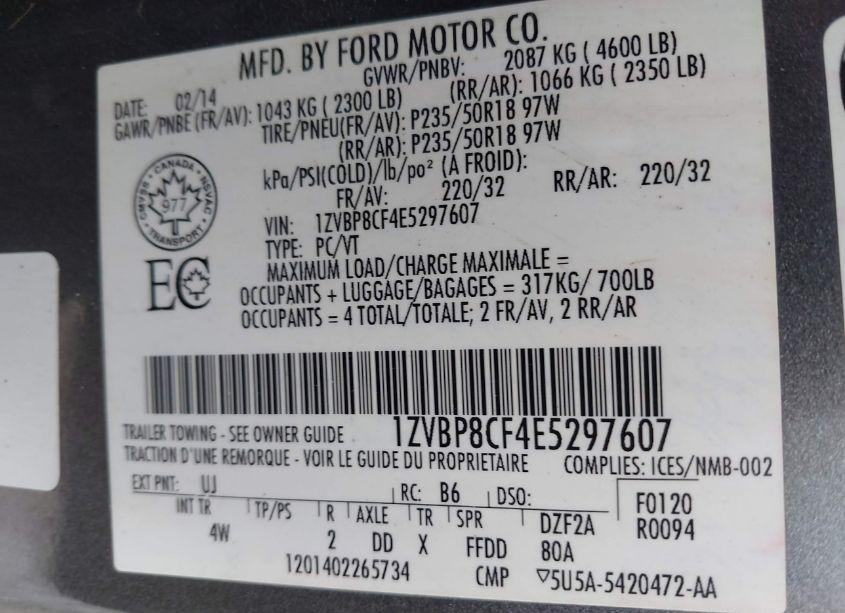 MFD. BY FORD MOTOR CO.
DATE: 02/14 GVWR/PNBV: 2087 KG ( 4600 LB)
GAWR/PNBE (FR/AV): 1043 KG ( 2300 LB) (RR/AR): 1066 KG ( 2350 LB)
TIRE/PNEU(FR/AV): P235/50R18 97W
(RR/AR): P235/50R18 97W
kPa/PSI(COLD)/lb/po² (A FROID):
FR/AV: 220/32 RR/AR: 220/32
CANADA
CMVSS NSVAC
977
TRANSPORT
VIN: 1ZVBP8CF4E5297607
TYPE: PC/VT
EC
MAXIMUM LOAD/CHARGE MAXIMALE =
OCCUPANTS + LUGGAGE/BAGAGES = 317KG/ 700LB
OCCUPANTS = 4 TOTAL/TOTALE; 2 FR/AV, 2 RR/AR
TRAILER TOWING - SEE OWNER GUIDE 1ZVBP8CF4E5297607
TRACTION D'UNE REMORQUE - VOIR LE GUIDE DU PROPRIETAIRE COMPLIES: ICES/NMB-002
EXT PNT: UJ RC: B6 DSO: F0120
INT TR TP/PS R AXLE TR SPR DZF2A R0094
4W 2 DD X FFDD 80A
1201402265734 CMP ▽5U5A-5420472-AA